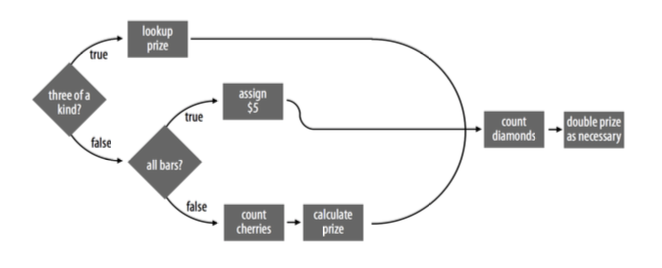 lookup
prize
true
three of a
kind?
false
assign
$5
true
all bars?
false
count
cherries
calculate
prize
count
diamonds
double prize
as necessary